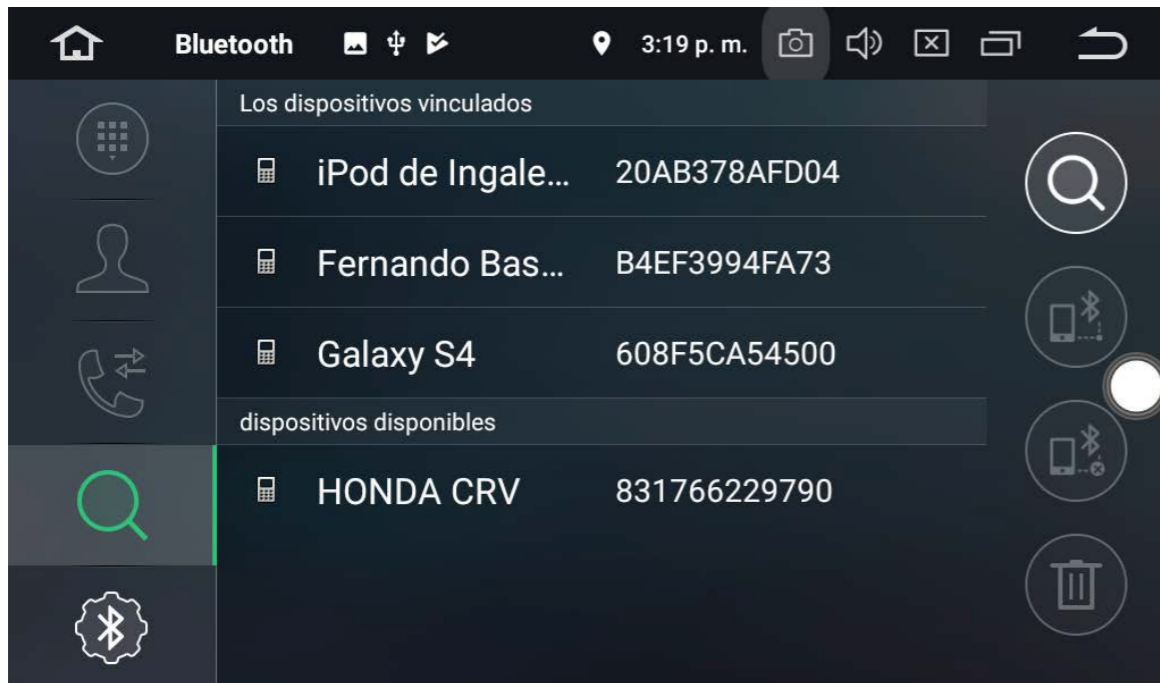 Bluetooth 3:19 p. m.
Los dispositivos vinculados
iPod de Ingale... 20AB378AFD04
Fernando Bas... B4EF3994FA73
Galaxy S4 608F5CA54500
dispositivos disponibles
HONDA CRV 831766229790